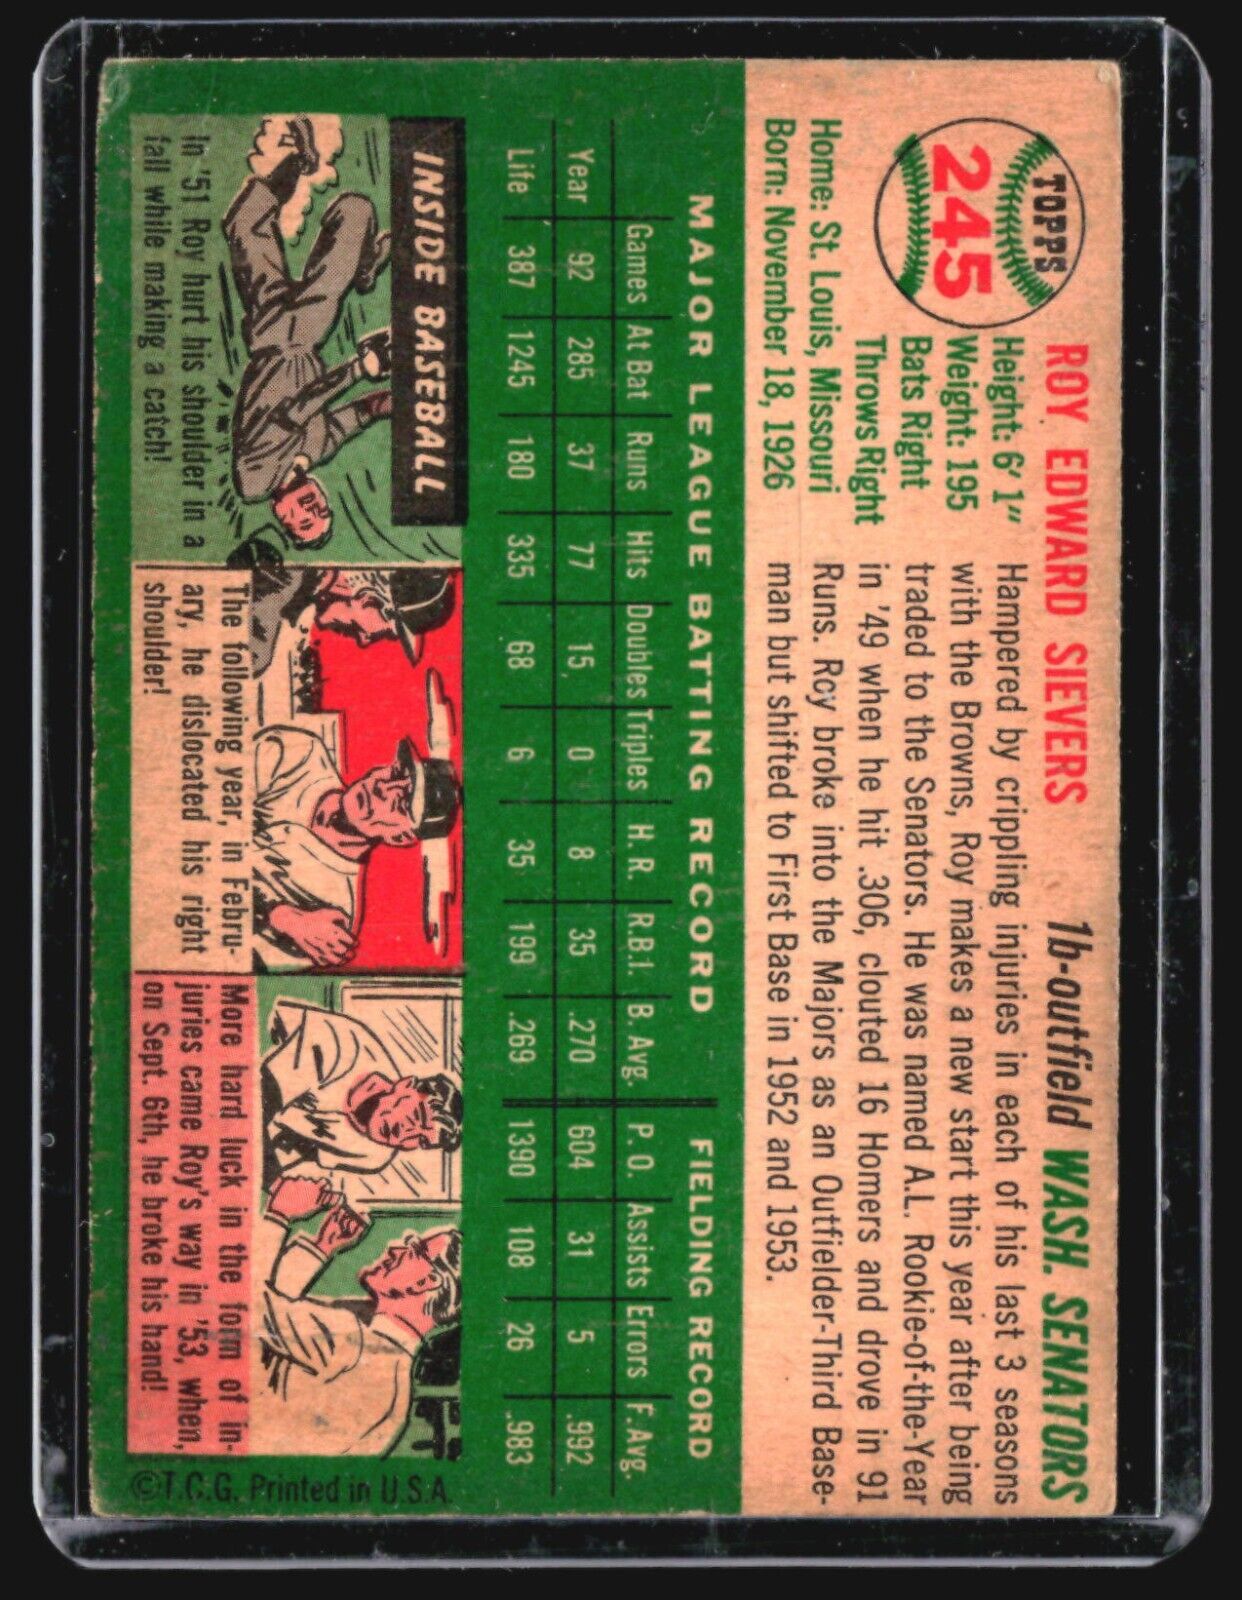 TOPPS
245
ROY EDWARD SIEVERS
1b-outfield WASH. SENATORS
Height: 6′ 1″
Weight: 195
Bats Right
Throws Right
Home: St. Louis, Missouri
Born: November 18, 1926
Hampered by crippling injuries in each of his last 3 seasons
with the Browns, Roy makes a new start this year after being
traded to the Senators. He was named A.L. Rookie-of-the-Year
in '49 when he hit .306, clouted 16 Homers and drove in 91
Runs. Roy broke into the Majors as an Outfielder-Third Base-
man but shifted to First Base in 1952 and 1953.
MAJOR LEAGUE BATTING RECORD FIELDING RECORD
Games At Bat Runs Hits Doubles Triples H. R. R.B.I. B. Avg. P. O. Assists Errors F. Avg.
Year 92 285 37 77 15 0 8 35 .270 604 31 5 .992
Life 387 1245 180 335 68 6 35 199 .269 1390 108 26 .983
INSIDE BASEBALL
In '51 Roy hurt his shoulder in a
fall while making a catch!
The following year, in Febru-
ary, he dislocated his right
shoulder!
More hard luck in the form of in-
juries came Roy's way in '53, when,
on Sept. 6th, he broke his hand!
©T.C.G. Printed in U.S.A.